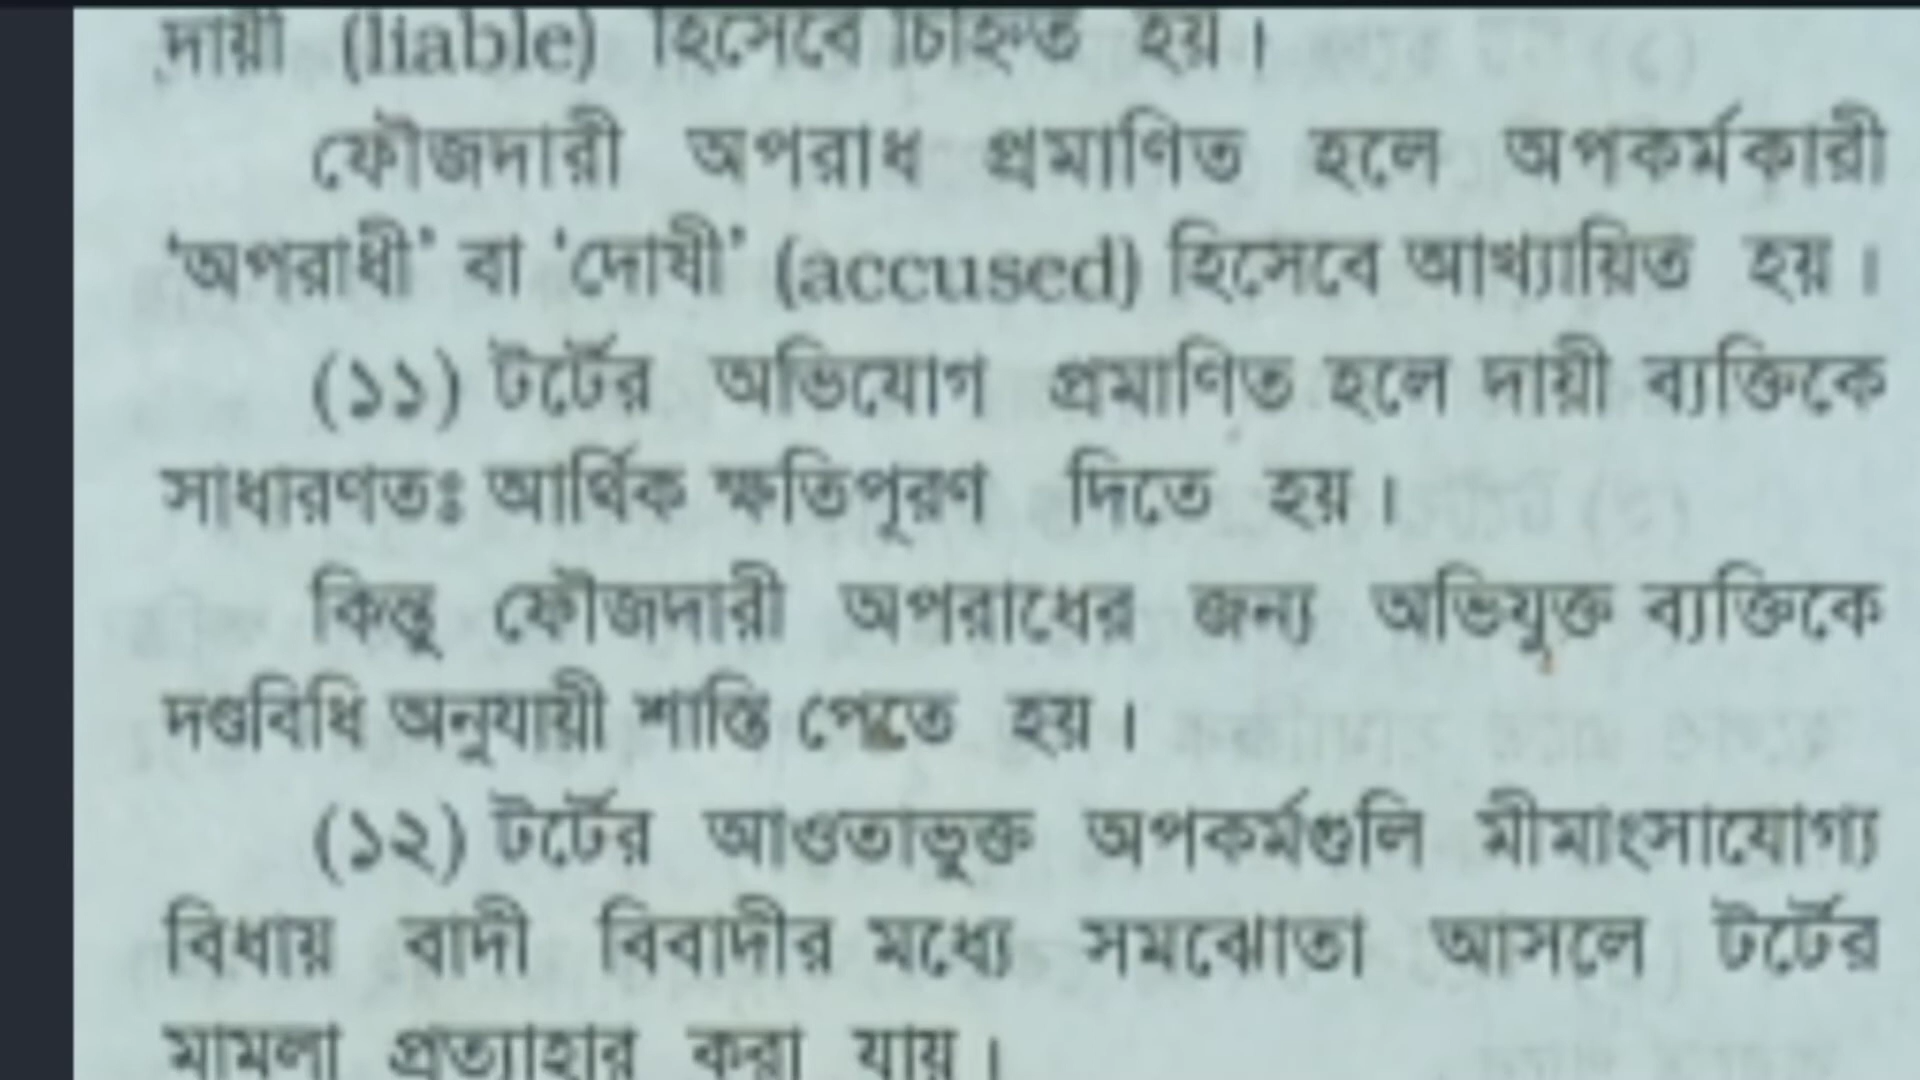 দায়ী (liable) হিসেবে চিহ্নিত হয়।
ফৌজদারী অপরাধ প্রমাণিত হলে অপকর্মকারী
‘অপরাধী’ বা ‘দোষী’ (accused) হিসেবে আখ্যায়িত হয়।
(১১) টর্টের অভিযোগ প্রমাণিত হলে দায়ী ব্যক্তিকে
সাধারণতঃ আর্থিক ক্ষতিপূরণ দিতে হয়।
কিন্তু ফৌজদারী অপরাধের জন্য অভিযুক্ত ব্যক্তিকে
দণ্ডবিধি অনুযায়ী শাস্তি পেতে হয়।
(১২) টর্টের আওতাভুক্ত অপকর্মগুলি মীমাংসাযোগ্য
বিধায় বাদী বিবাদীর মধ্যে সমঝোতা আসলে টর্টের
মামলা প্রত্যাহার করা যায়।